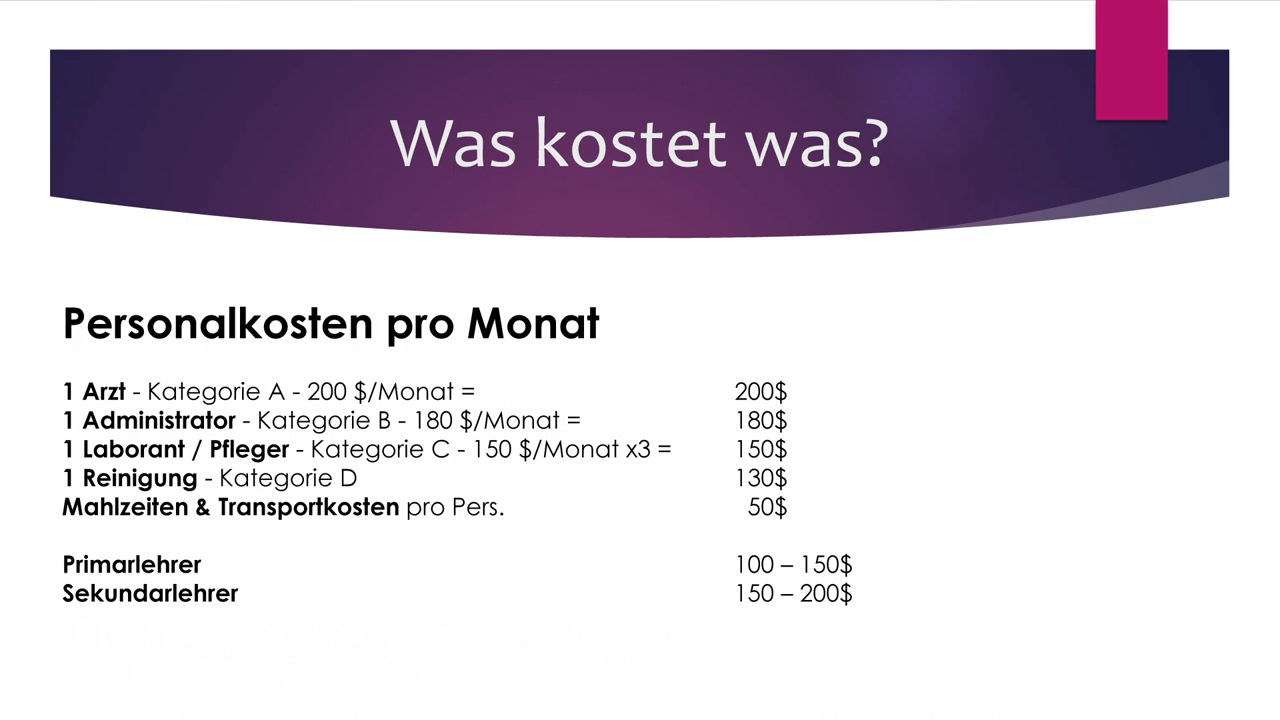 Was kostet was?
Personalkosten pro Monat
1 Arzt - Kategorie A - 200 $/Monat = 200$
1 Administrator - Kategorie B - 180 $/Monat = 180$
1 Laborant / Pfleger - Kategorie C - 150 $/Monat x3 = 150$
1 Reinigung - Kategorie D 130$
Mahlzeiten & Transportkosten pro Pers. 50$
Primarlehrer 100 – 150$
Sekundarlehrer 150 – 200$